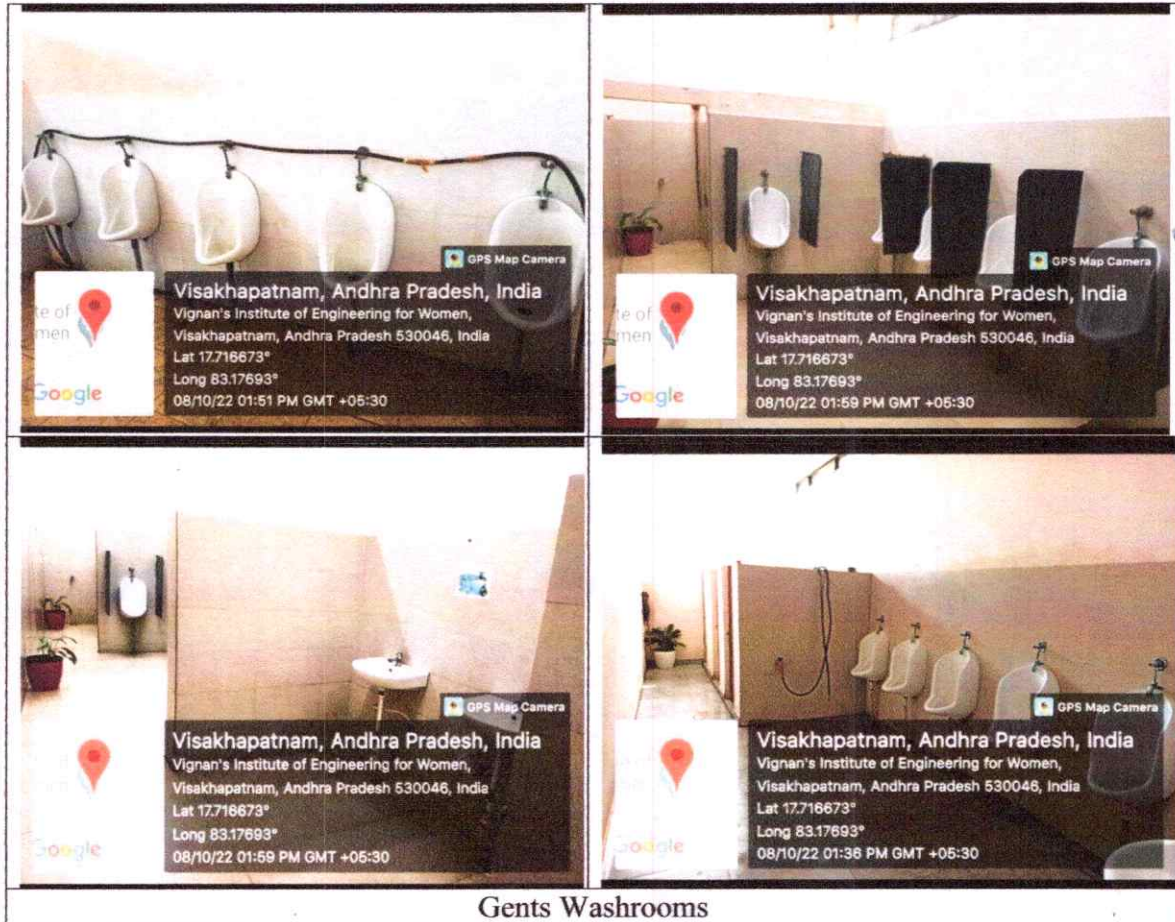 GPS Map Camera
te of
men
Google
Visakhapatnam, Andhra Pradesh, India
Vignan's Institute of Engineering for Women,
Visakhapatnam, Andhra Pradesh 530046, India
Lat 17.716673°
Long 83.17693°
08/10/22 01:51 PM GMT +05:30
GPS Map Camera
te of
men
Google
Visakhapatnam, Andhra Pradesh, India
Vignan's Institute of Engineering for Women,
Visakhapatnam, Andhra Pradesh 530046, India
Lat 17.716673°
Long 83.17693°
08/10/22 01:59 PM GMT +05:30
GPS Map Camera
Google
Visakhapatnam, Andhra Pradesh, India
Vignan's Institute of Engineering for Women,
Visakhapatnam, Andhra Pradesh 530046, India
Lat 17.716673°
Long 83.17693°
08/10/22 01:59 PM GMT +05:30
GPS Map Camera
Google
Visakhapatnam, Andhra Pradesh, India
Vignan's Institute of Engineering for Women,
Visakhapatnam, Andhra Pradesh 530046, India
Lat 17.716673°
Long 83.17693°
08/10/22 01:36 PM GMT +05:30
Gents Washrooms